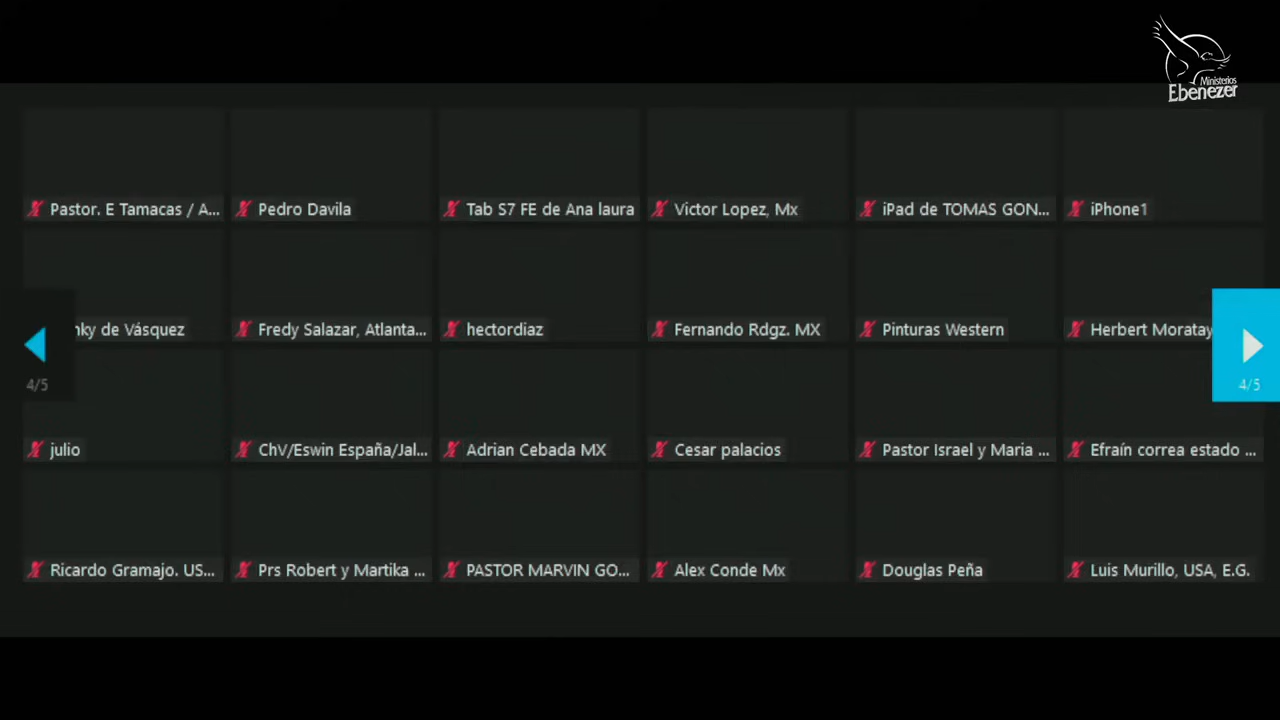 Ministerios
Ebenezer
Pastor. E Tamacas / A...
Pedro Davila
Tab S7 FE de Ana laura
Victor Lopez, Mx
iPad de TOMAS GON...
iPhone1
nky de Vásquez
Fredy Salazar, Atlanta...
hectordiaz
Fernando Rdgz. MX
Pinturas Western
Herbert Moratay
4/5
4/5
julio
ChV/Eswin España/Jal...
Adrian Cebada MX
Cesar palacios
Pastor Israel y Maria ...
Efraín correa estado ...
Ricardo Gramajo. US...
Prs Robert y Martika ...
PASTOR MARVIN GO...
Alex Conde Mx
Douglas Peña
Luis Murillo, USA, E.G.